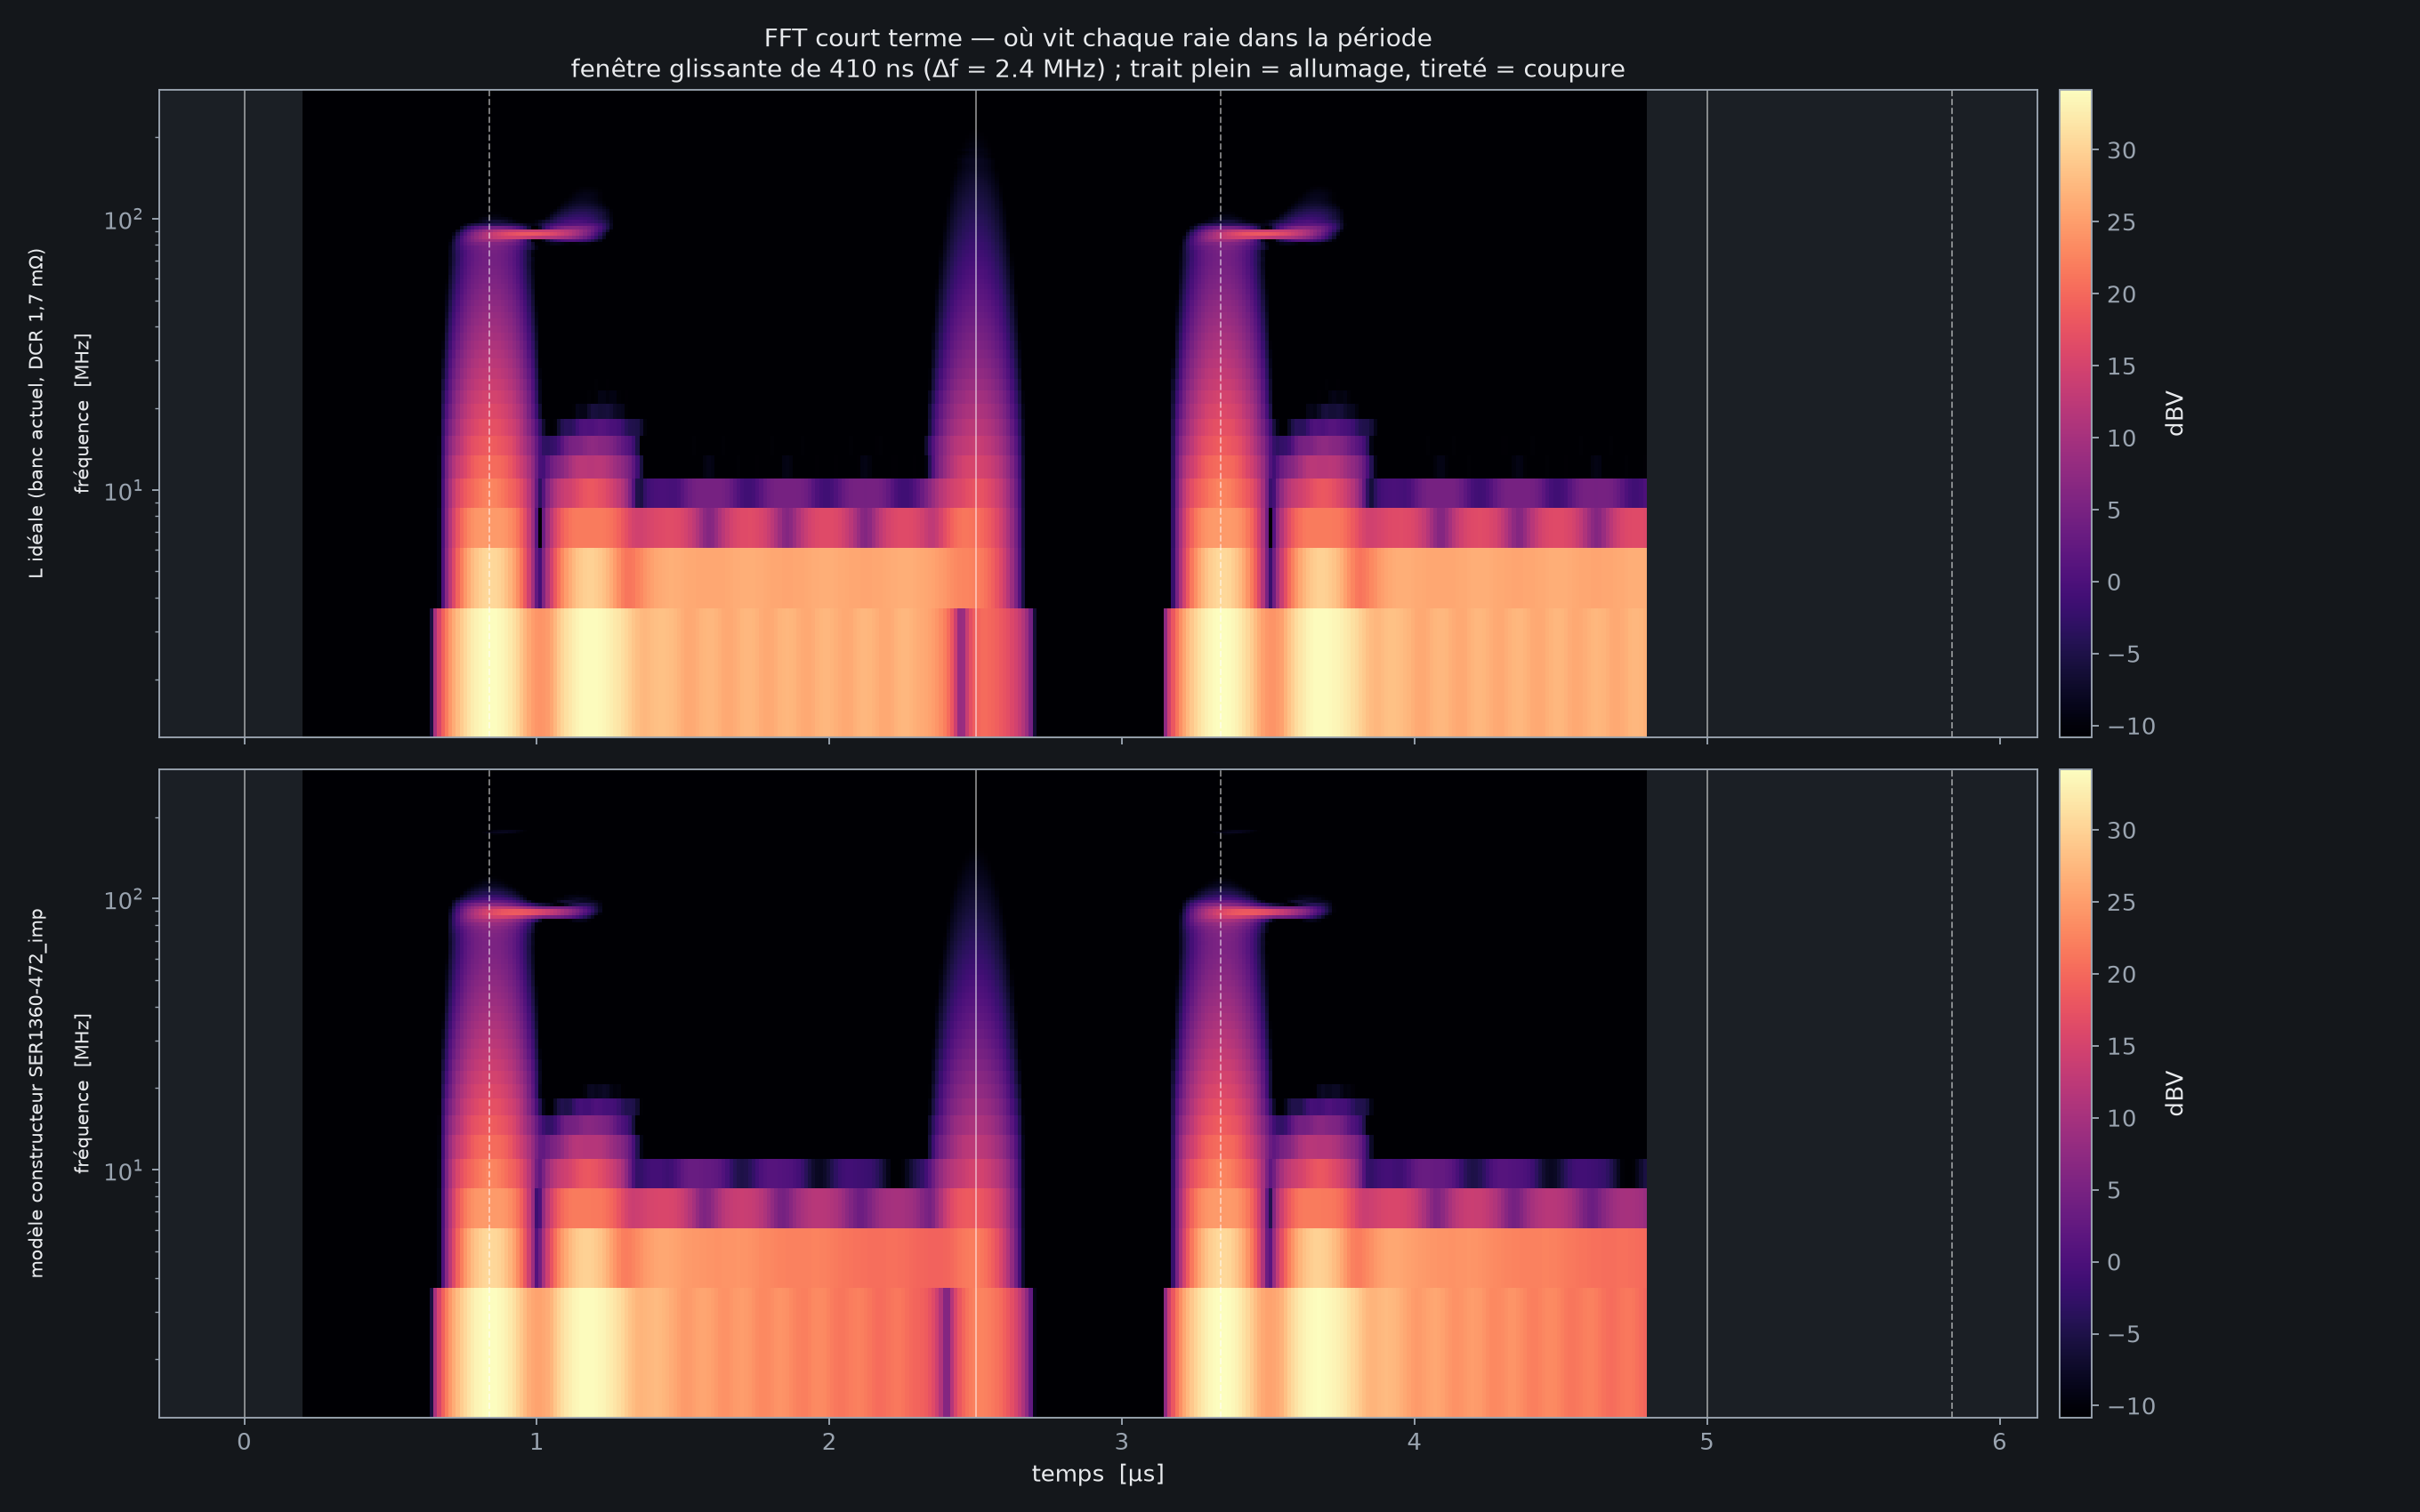 FFT court terme — où vit chaque raie dans la période
fenêtre glissante de 410 ns (Δf = 2.4 MHz) ; trait plein = allumage, tireté = coupure
L idéale (banc actuel, DCR 1,7 mΩ)
fréquence [MHz]
10²
10¹
30
25
20
15
10
5
0
−5
−10
dBV
modèle constructeur SER1360-472_imp
fréquence [MHz]
10²
10¹
30
25
20
15
10
5
0
−5
−10
dBV
0 1 2 3 4 5 6
temps [µs]